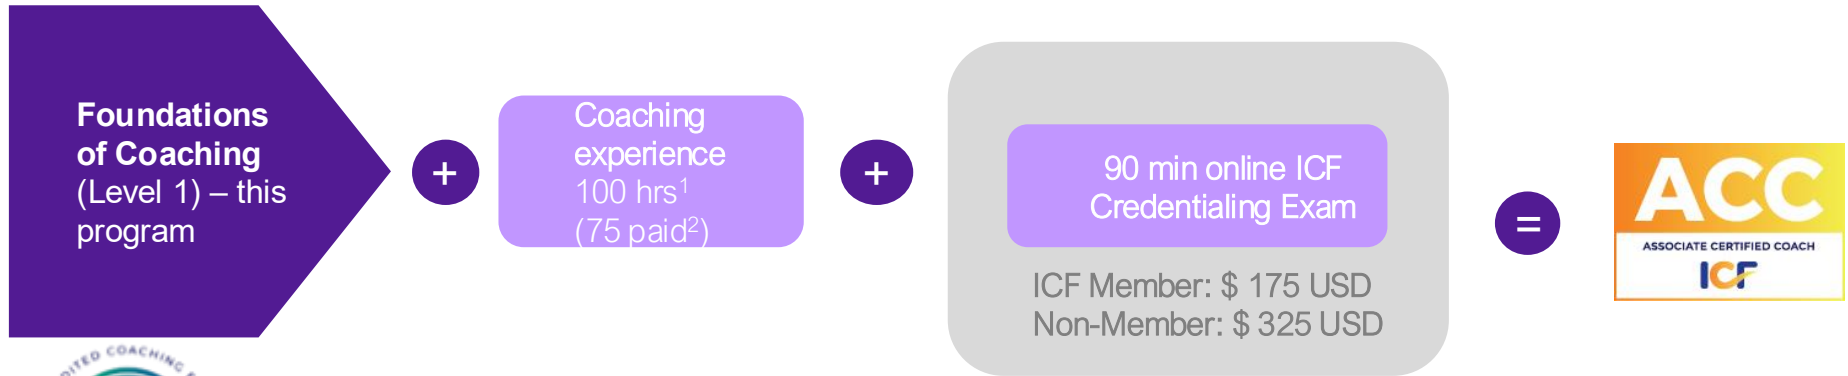 Foundations
of Coaching
(Level 1) – this
program
+
Coaching
experience
100 hrs¹
(75 paid²)
+
90 min online ICF
Credentialing Exam
ICF Member: $ 175 USD
Non-Member: $ 325 USD
=
ACC
ASSOCIATE CERTIFIED COACH
ICF
COACHING